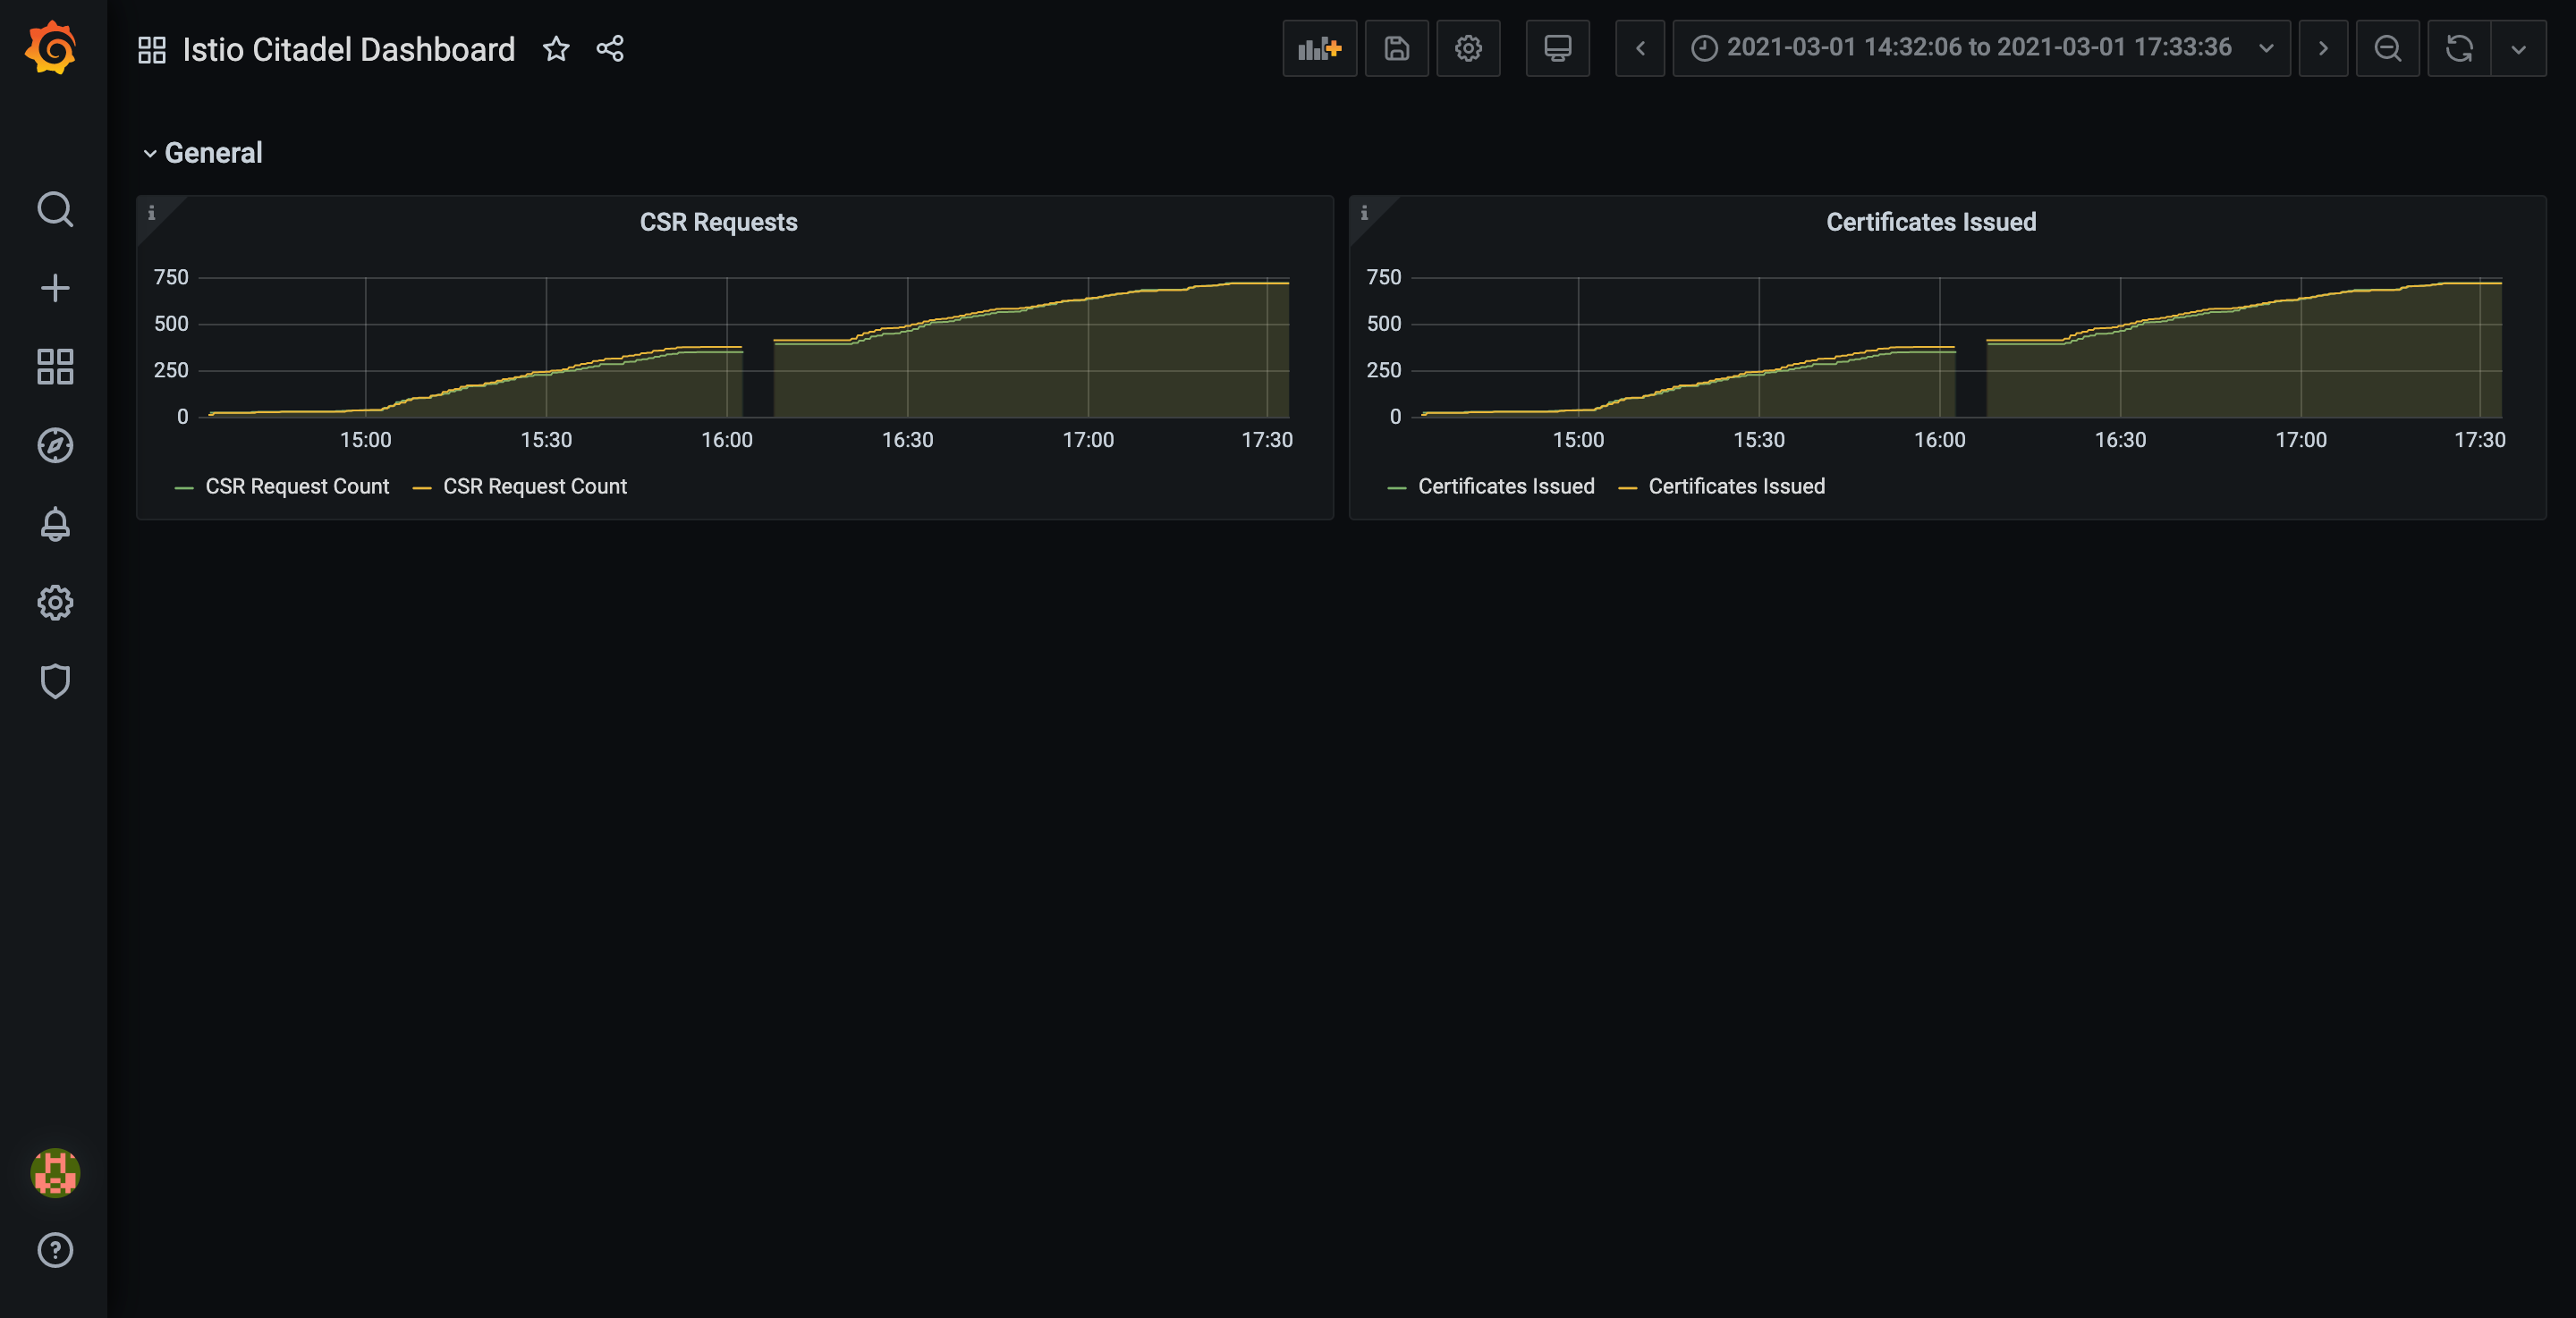 Istio Citadel Dashboard
2021-03-01 14:32:06 to 2021-03-01 17:33:36
General
i
CSR Requests
750
500
250
0
15:00 15:30 16:00 16:30 17:00 17:30
CSR Request Count CSR Request Count
i
Certificates Issued
750
500
250
0
15:00 15:30 16:00 16:30 17:00 17:30
Certificates Issued Certificates Issued